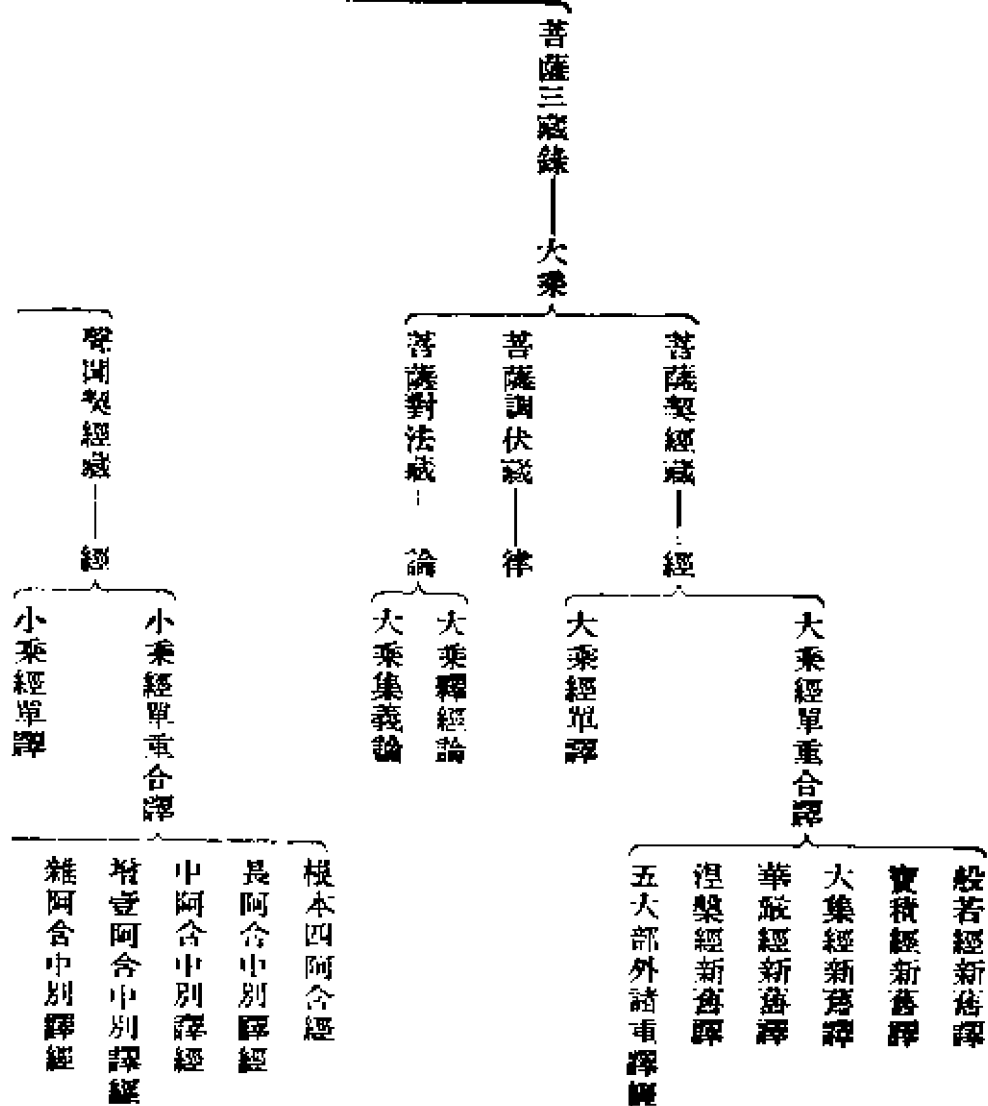 菩薩三藏錄
大乘
菩薩契經藏
經
大乘經單重合譯
般若經新舊譯
寶積經新舊譯
大集經新舊譯
華嚴經新舊譯
涅槃經新舊譯
五大部外諸重譯經
大乘經單譯
菩薩調伏藏
律
菩薩對法藏
論
大乘釋經論
大乘集義論
聲聞契經藏
經
小乘經單重合譯
根本四阿含經
長阿含中別譯經
中阿含中別譯經
增壹阿含中別譯經
雜阿含中別譯經
小乘經單譯